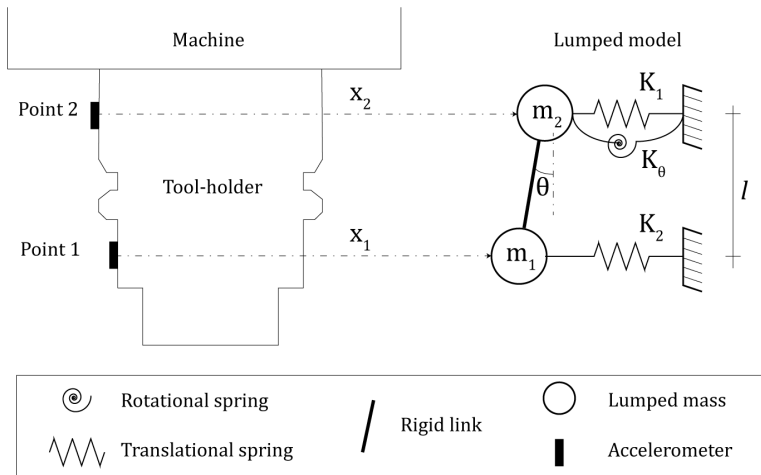 Machine
Lumped model
Point 2
x₂
m₂
K₁
K_θ
θ
Tool-holder
l
Point 1
x₁
m₁
K₂
Rotational spring
Translational spring
Rigid link
Lumped mass
Accelerometer